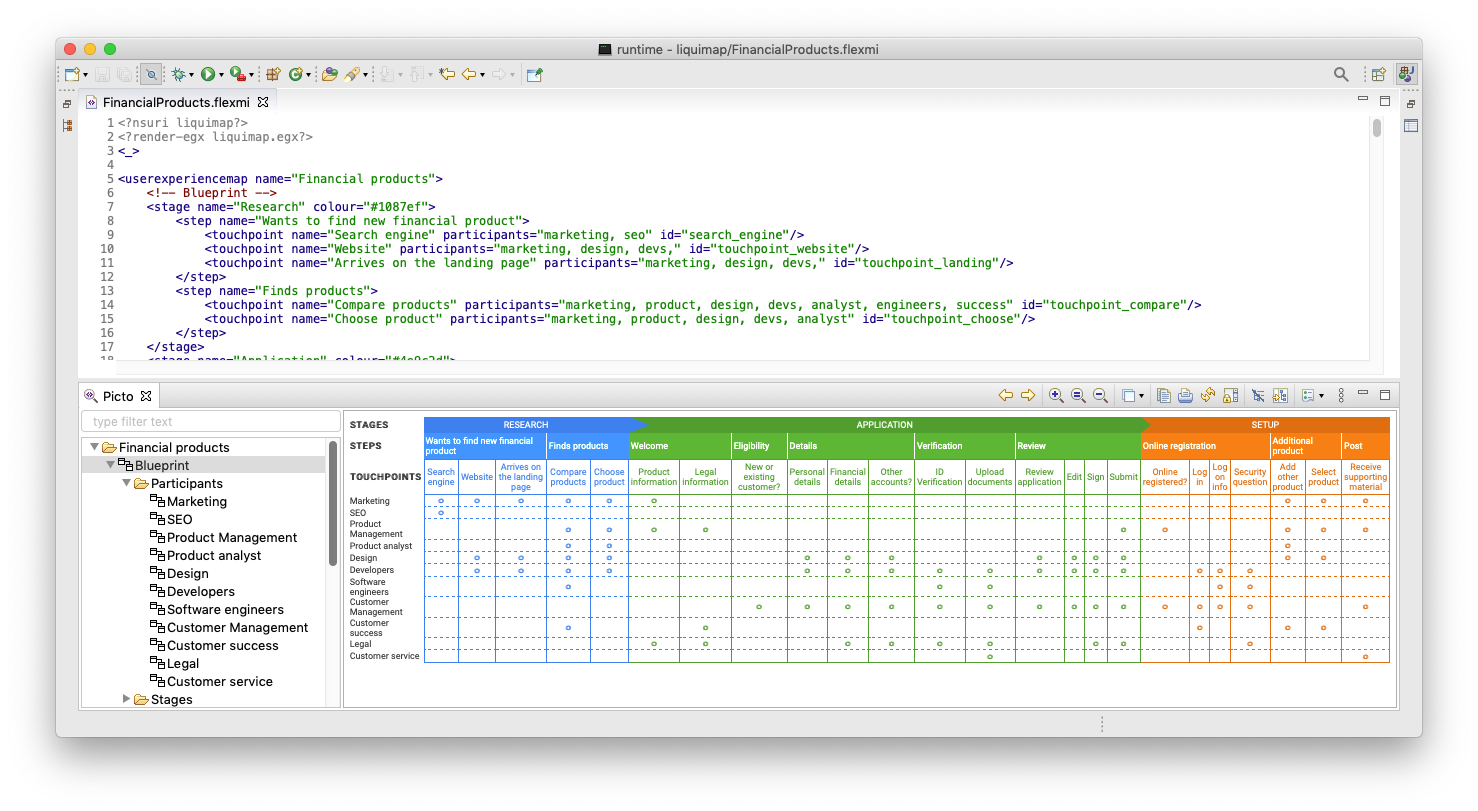 runtime - liquimap/FinancialProducts.flexmi
FinancialProducts.flexmi
1 <?nsuri liquimap?>
2 <?render-egx liquimap.egx?>
3 <_>
4
5 <userexperiencemap name="Financial products">
6 <!-- Blueprint -->
7 <stage name="Research" colour="#1087ef">
8 <step name="Wants to find new financial product">
9 <touchpoint name="Search engine" participants="marketing, seo" id="search_engine"/>
10 <touchpoint name="Website" participants="marketing, design, devs," id="touchpoint_website"/>
11 <touchpoint name="Arrives on the landing page" participants="marketing, design, devs," id="touchpoint_landing"/>
12 </step>
13 <step name="Finds products">
14 <touchpoint name="Compare products" participants="marketing, product, design, devs, analyst, engineers, success" id="touchpoint_compare"/>
15 <touchpoint name="Choose product" participants="marketing, product, design, devs, analyst" id="touchpoint_choose"/>
16 </step>
17 </stage>
Picto
type filter text
Financial products
Blueprint
Participants
Marketing
SEO
Product Management
Product analyst
Design
Developers
Software engineers
Customer Management
Customer success
Legal
Customer service
Stages
STAGES RESEARCH APPLICATION SETUP
STEPS
Wants to find new financial product
Finds products
Welcome
Eligibility
Details
Verification
Review
Online registration
Additional product
Post
TOUCHPOINTS
Search engine
Website
Arrives on the landing page
Compare products
Choose product
Product information
Legal information
New or existing customer?
Personal details
Financial details
Other accounts?
ID Verification
Upload documents
Review application
Edit
Sign
Submit
Online registered?
Log in
Log on info
Security question
Add other product
Select product
Receive supporting material
Marketing
SEO
Product
Management
Product analyst
Design
Developers
Software
engineers
Customer
Management
Customer
success
Legal
Customer service